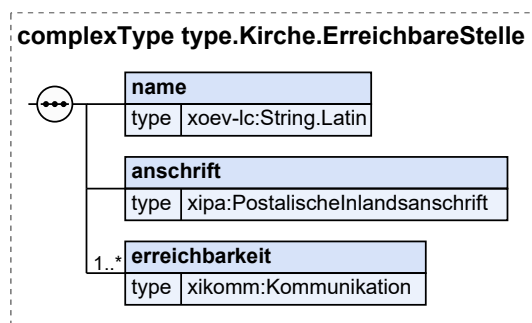 complexType type.Kirche.ErreichbareStelle
name
type xoev-lc:String.Latin
anschrift
type xipa:PostalischeInlandsanschrift
1..* erreichbarkeit
type xikomm:Kommunikation